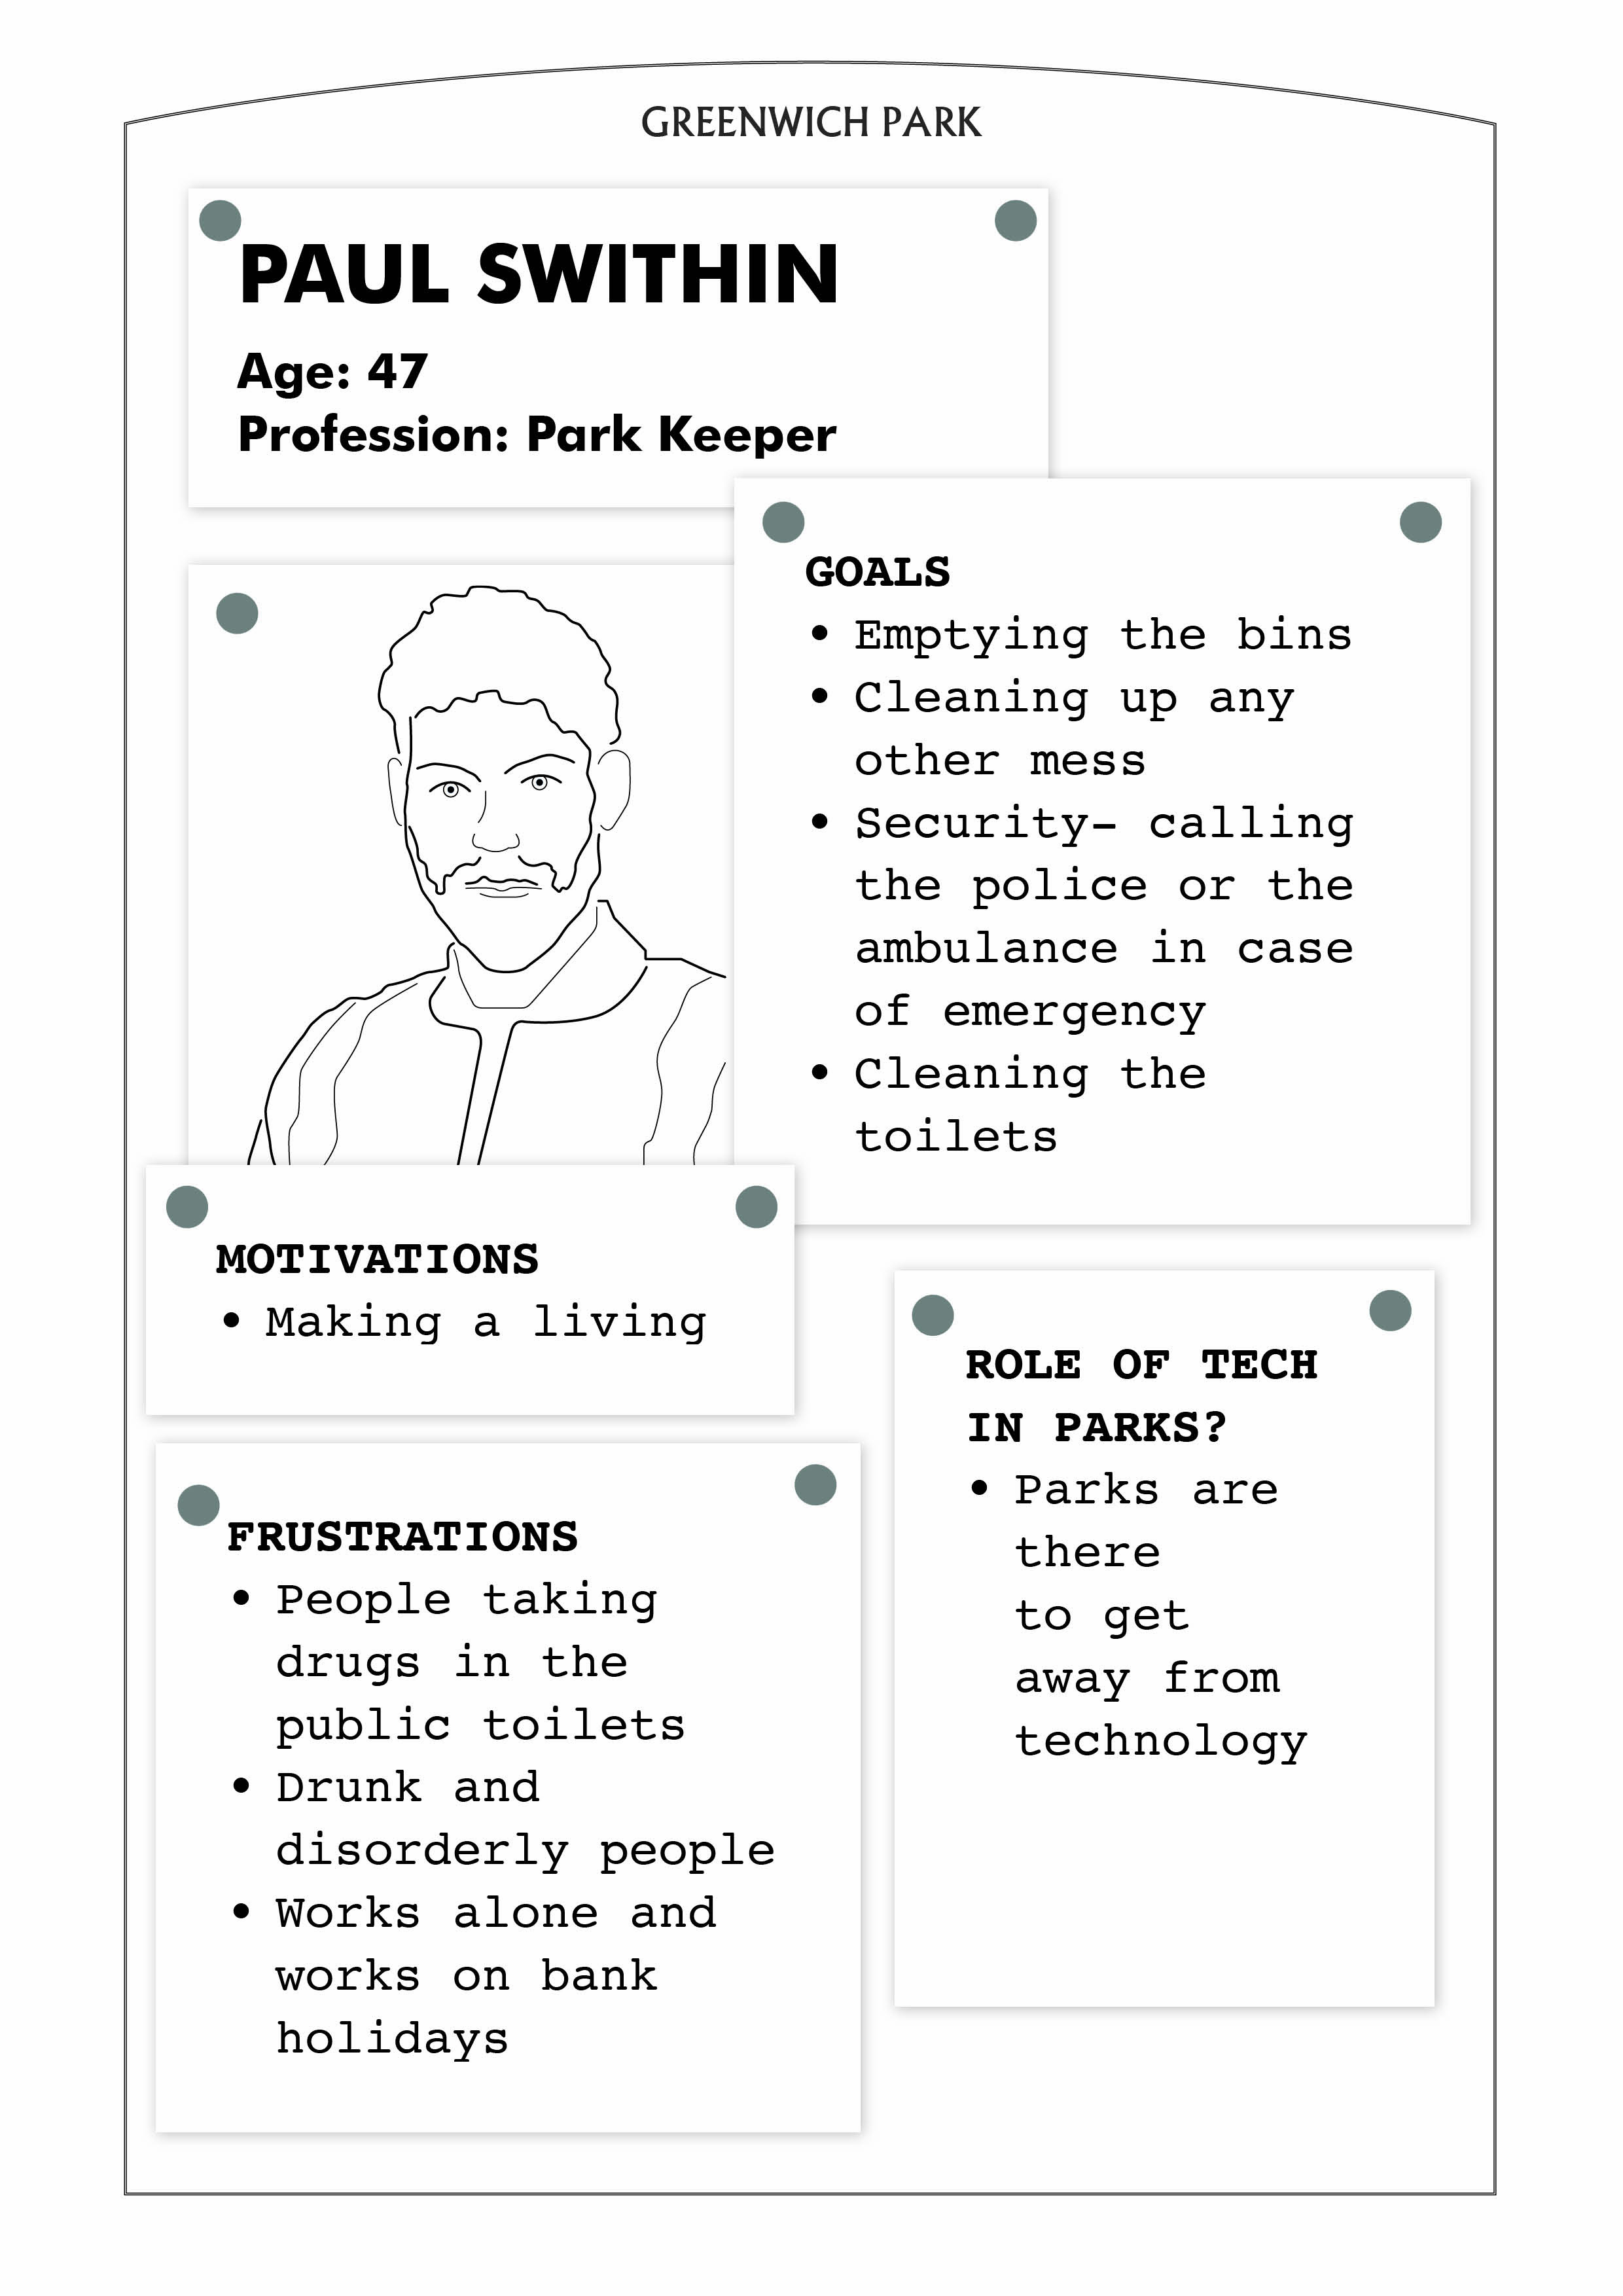 GREENWICH PARK
PAUL SWITHIN
Age: 47
Profession: Park Keeper
GOALS
• Emptying the bins
• Cleaning up any
other mess
• Security- calling
the police or the
ambulance in case
of emergency
• Cleaning the
toilets
MOTIVATIONS
• Making a living
ROLE OF TECH
IN PARKS?
• Parks are
there
to get
away from
technology
FRUSTRATIONS
• People taking
drugs in the
public toilets
• Drunk and
disorderly people
• Works alone and
works on bank
holidays